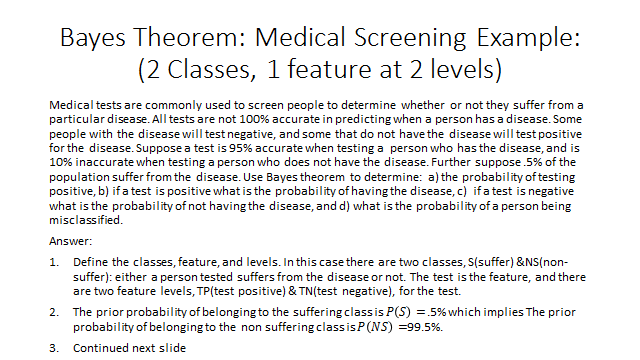 Bayes Theorem: Medical Screening Example:
(2 Classes, 1 feature at 2 levels)
Medical tests are commonly used to screen people to determine whether or not they suffer from a
particular disease. All tests are not 100% accurate in predicting when a person has a disease. Some
people with the disease will test negative, and some that do not have the disease will test positive
for the disease. Suppose a test is 95% accurate when testing a person who has the disease, and is
10% inaccurate when testing a person who does not have the disease. Further suppose .5% of the
population suffer from the disease. Use Bayes theorem to determine: a) the probability of testing
positive, b) if a test is positive what is the probability of having the disease, c) if a test is negative
what is the probability of not having the disease, and d) what is the probability of a person being
misclassified.
Answer:
1. Define the classes, feature, and levels. In this case there are two classes, S(suffer) &NS(non-
suffer): either a person tested suffers from the disease or not. The test is the feature, and there
are two feature levels, TP(test positive) & TN(test negative), for the test.
2. The prior probability of belonging to the suffering class is P(S) = .5% which implies The prior
probability of belonging to the non suffering class is P(NS) =99.5%.
3. Continued next slide